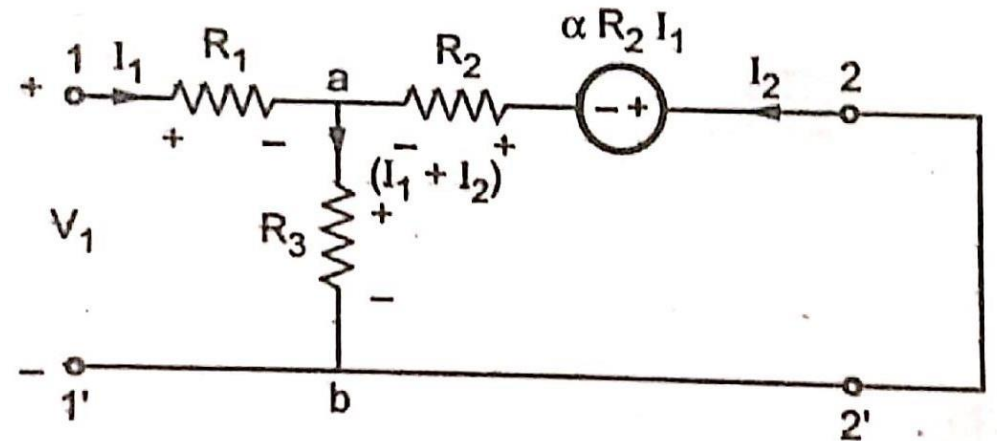 α R₂ I₁
+ 1 I₁ R₁ a R₂ - + I₂ 2
+ - - +
(I₁ + I₂)
+
V₁ R₃
-
- 1' b 2'